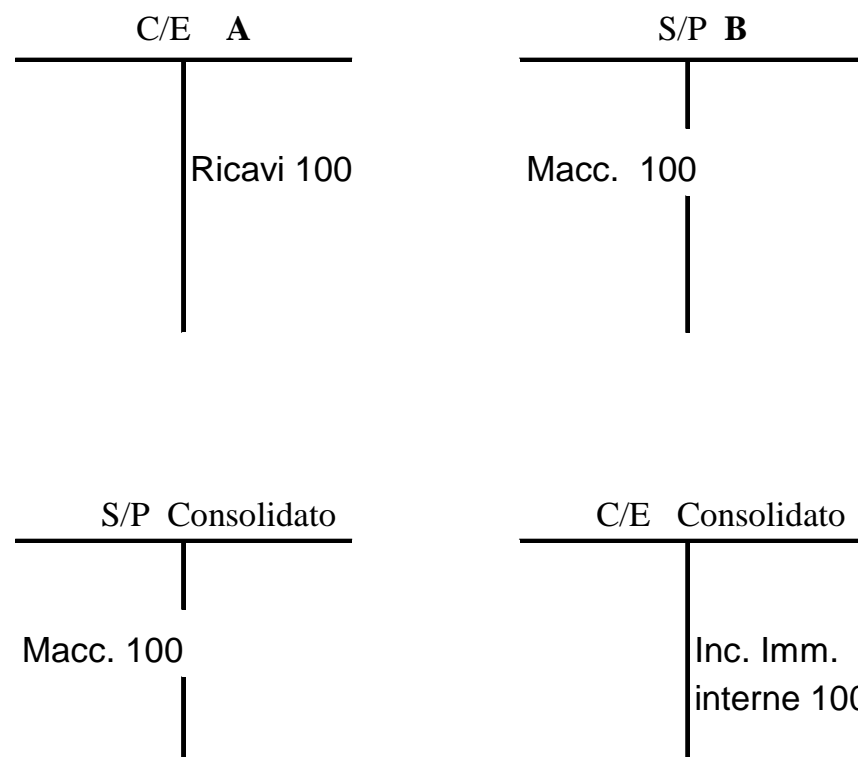 C/E A
S/P B
Ricavi 100
Macc. 100
S/P Consolidato
C/E Consolidato
Macc. 100
Inc. Imm.
interne 100